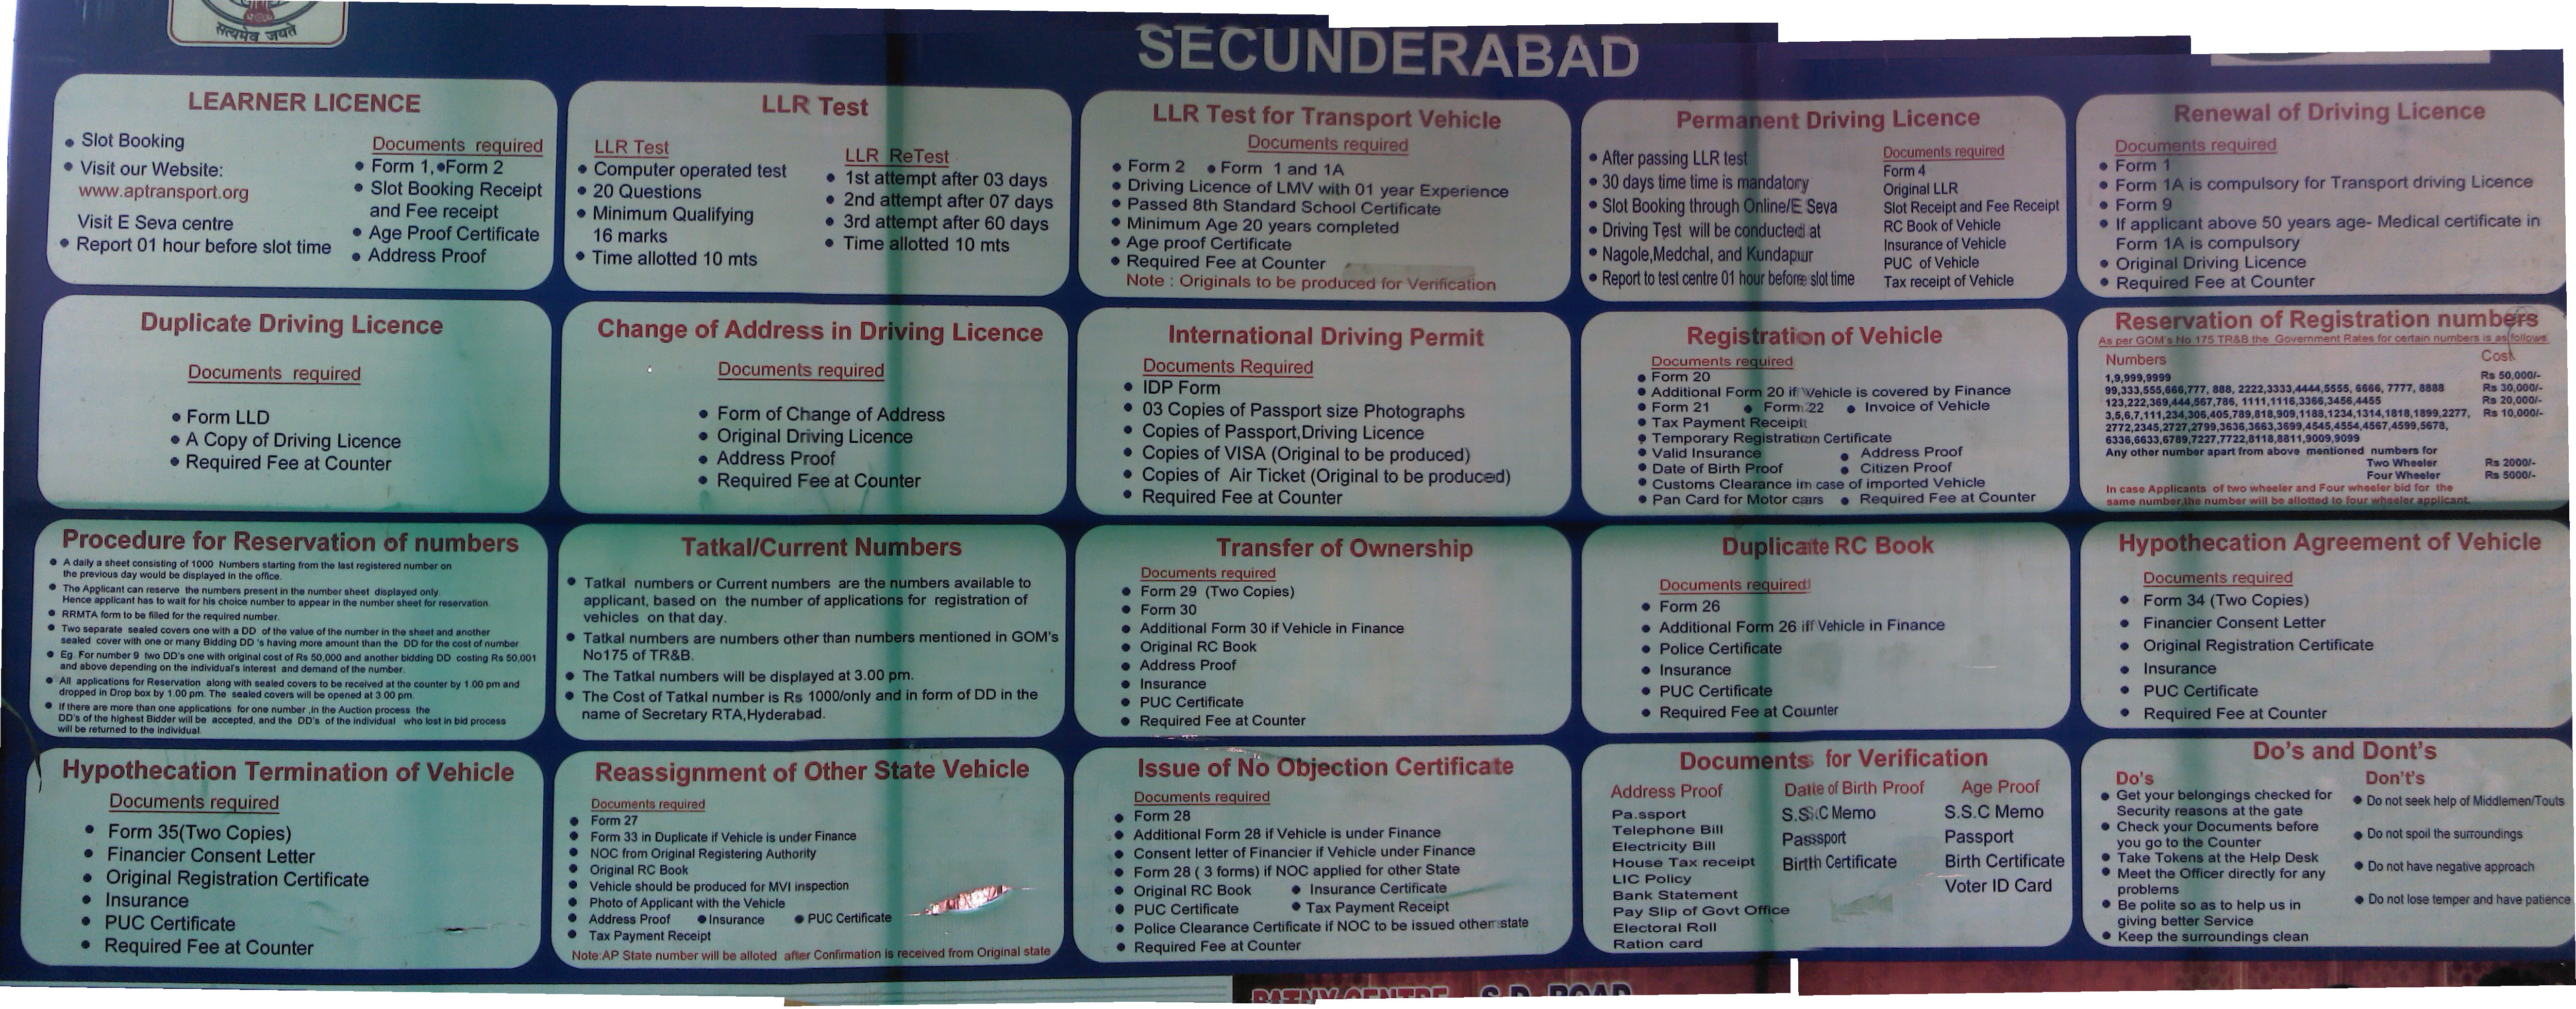 सत्यमेव जयते
SECUNDERABAD
LEARNER LICENCE
Slot Booking
Visit our Website:
www.aptransport.org
Visit E Seva centre
Report 01 hour before slot time
Documents required
Form 1, Form 2
Slot Booking Receipt
and Fee receipt
Age Proof Certificate
Address Proof
LLR Test
LLR Test
Computer operated test
20 Questions
Minimum Qualifying
16 marks
Time allotted 10 mts
LLR ReTest
1st attempt after 03 days
2nd attempt after 07 days
3rd attempt after 60 days
Time allotted 10 mts
LLR Test for Transport Vehicle
Documents required
Form 2 Form 1 and 1A
Driving Licence of LMV with 01 year Experience
Passed 8th Standard School Certificate
Minimum Age 20 years completed
Age proof Certificate
Required Fee at Counter
Note : Originals to be produced for Verification
Permanent Driving Licence
After passing LLR test
30 days time time is mandatory
Slot Booking through Online/E Seva
Driving Test will be conducted at
Nagole,Medchal, and Kundapur
Report to test centre 01 hour before slot time
Documents required
Form 4
Original LLR
Slot Receipt and Fee Receipt
RC Book of Vehicle
Insurance of Vehicle
PUC of Vehicle
Tax receipt of Vehicle
Renewal of Driving Licence
Documents required
Form 1
Form 1A is compulsory for Transport driving Licence
Form 9
If applicant above 50 years age- Medical certificate in
Form 1A is compulsory
Original Driving Licence
Required Fee at Counter
Duplicate Driving Licence
Documents required
Form LLD
A Copy of Driving Licence
Required Fee at Counter
Change of Address in Driving Licence
Documents required
Form of Change of Address
Original Driving Licence
Address Proof
Required Fee at Counter
International Driving Permit
Documents Required
IDP Form
03 Copies of Passport size Photographs
Copies of Passport,Driving Licence
Copies of VISA (Original to be produced)
Copies of Air Ticket (Original to be produced)
Required Fee at Counter
Registration of Vehicle
Documents required
Form 20
Additional Form 20 if Vehicle is covered by Finance
Form 21 Form 22 Invoice of Vehicle
Tax Payment Receipt
Temporary Registration Certificate
Valid Insurance Address Proof
Date of Birth Proof Citizen Proof
Customs Clearance im case of imported Vehicle
Pan Card for Motor cars Required Fee at Counter
Reservation of Registration numbers
As per GOM's No 175 TR&B the Government Rates for certain numbers is as follows.
Numbers Cost
1,9,999,9999 Rs 50,000/-
99,333,555,666,777, 888, 2222,3333,4444,5555, 6666, 7777, 8888 Rs 30,000/-
123,222,369,444,567,786, 1111,1116,3366,3456,4455 Rs 20,000/-
3,5,6,7,111,234,306,405,789,818,909,1188,1234,1314,1818,1899,2277, Rs 10,000/-
2772,2345,2727,2799,3636,3663,3699,4545,4554,4567,4599,5678,
6336,6633,6789,7227,7722,8118,8811,9009,9099
Any other number apart from above mentioned numbers for
Two Wheeler Rs 2000/-
Four Wheeler Rs 5000/-
In case Applicants of two wheeler and Four wheeler bid for the
same number,the number will be allotted to four wheeler applicant.
Procedure for Reservation of numbers
A daily a sheet consisting of 1000 Numbers starting from the last registered number on
the previous day would be displayed in the office.
The Applicant can reserve the numbers present in the number sheet displayed only.
Hence applicant has to wait for his choice number to appear in the number sheet for reservation.
RRMTA form to be filled for the required number.
Two separate sealed covers one with a DD of the value of the number in the sheet and another
sealed cover with one or many Bidding DD 's having more amount than the DD for the cost of number.
Eg. For number 9 two DD's one with original cost of Rs 50,000 and another bidding DD costing Rs 50,001
and above depending on the individual's interest and demand of the number.
All applications for Reservation along with sealed covers to be received at the counter by 1.00 pm and
dropped in Drop box by 1.00 pm. The sealed covers will be opened at 3.00 pm.
If there are more than one applications for one number ,in the Auction process the
DD's of the highest Bidder will be accepted, and the DD's of the individual who lost in bid process
will be returned to the individual.
Tatkal/Current Numbers
Tatkal numbers or Current numbers are the numbers available to
applicant, based on the number of applications for registration of
vehicles on that day.
Tatkal numbers are numbers other than numbers mentioned in GOM's
No175 of TR&B.
The Tatkal numbers will be displayed at 3.00 pm.
The Cost of Tatkal number is Rs 1000/only and in form of DD in the
name of Secretary RTA,Hyderabad.
Transfer of Ownership
Documents required
Form 29 (Two Copies)
Form 30
Additional Form 30 if Vehicle in Finance
Original RC Book
Address Proof
Insurance
PUC Certificate
Required Fee at Counter
Duplicate RC Book
Documents required
Form 26
Additional Form 26 iff Vehicle in Finance
Police Certificate
Insurance
PUC Certificate
Required Fee at Counter
Hypothecation Agreement of Vehicle
Documents required
Form 34 (Two Copies)
Financier Consent Letter
Original Registration Certificate
Insurance
PUC Certificate
Required Fee at Counter
Hypothecation Termination of Vehicle
Documents required
Form 35(Two Copies)
Financier Consent Letter
Original Registration Certificate
Insurance
PUC Certificate
Required Fee at Counter
Reassignment of Other State Vehicle
Documents required
Form 27
Form 33 in Duplicate if Vehicle is under Finance
NOC from Original Registering Authority
Original RC Book
Vehicle should be produced for MVI inspection
Photo of Applicant with the Vehicle
Address Proof Insurance PUC Certificate
Tax Payment Receipt
Note:AP State number will be alloted after Confirmation is received from Original state
Issue of No Objection Certificate
Documents required
Form 28
Additional Form 28 if Vehicle is under Finance
Consent letter of Financier if Vehicle under Finance
Form 28 ( 3 forms) if NOC applied for other State
Original RC Book Insurance Certificate
PUC Certificate Tax Payment Receipt
Police Clearance Certificate if NOC to be issued other state
Required Fee at Counter
Documents for Verification
Address Proof
Pa.ssport
Telephone Bill
Electricity Bill
House Tax receipt
LIC Policy
Bank Statement
Pay Slip of Govt Office
Electoral Roll
Ration card
Date of Birth Proof
S.S.C Memo
Passport
Birth Certificate
Age Proof
S.S.C Memo
Passport
Birth Certificate
Voter ID Card
Do's and Dont's
Do's
Get your belongings checked for
Security reasons at the gate
Check your Documents before
you go to the Counter
Take Tokens at the Help Desk
Meet the Officer directly for any
problems
Be polite so as to help us in
giving better Service
Keep the surroundings clean
Don't's
Do not seek help of Middlemen/Touts
Do not spoil the surroundings
Do not have negative approach
Do not lose temper and have patience
PATNY CENTRE S.D. ROAD